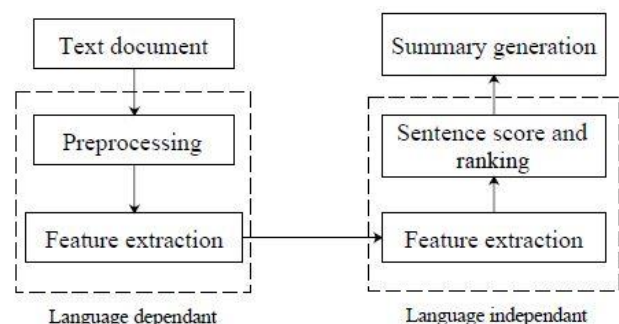 Text document
Preprocessing
Feature extraction
Language dependant
Summary generation
Sentence score and
ranking
Feature extraction
Language independant